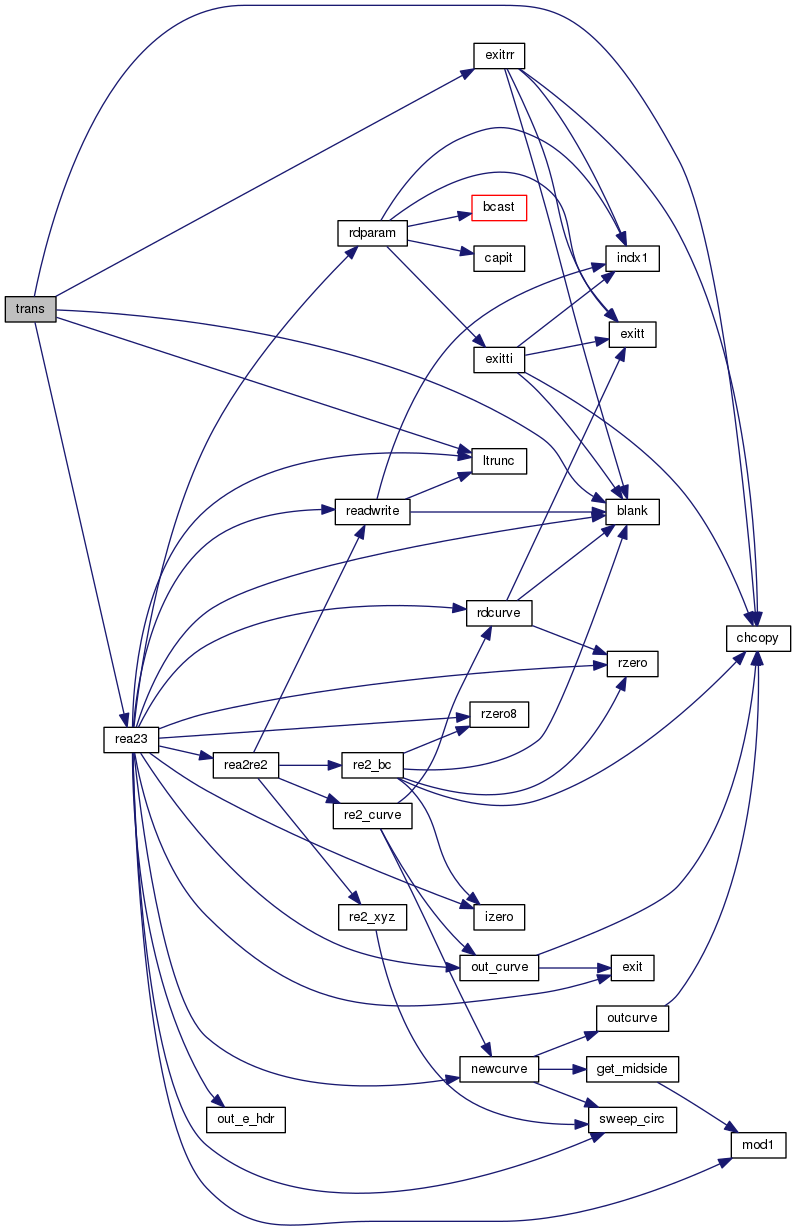 exitrr
bcast
rdparam
capit
indx1
trans
exitt
exitti
ltrunc
readwrite
blank
rdcurve
chcopy
rzero
rzero8
rea23
rea2re2
re2_bc
re2_curve
re2_xyz
izero
out_curve
exit
outcurve
newcurve
get_midside
out_e_hdr
sweep_circ
mod1